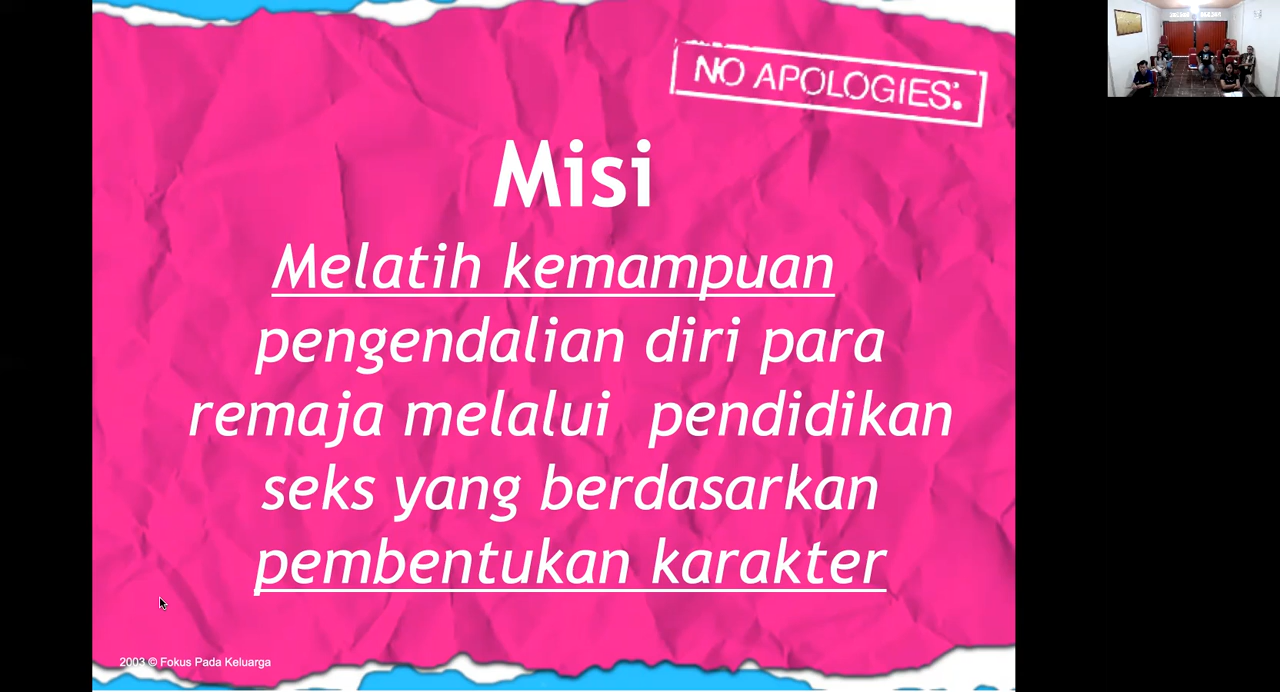 NO APOLOGIES:
Misi
Melatih kemampuan
pengendalian diri para
remaja melalui pendidikan
seks yang berdasarkan
pembentukan karakter
2003 © Fokus Pada Keluarga